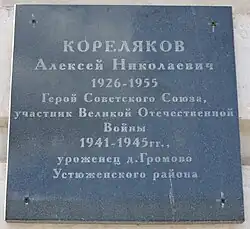 КОРЕЛЯКОВ
Алексей Николаевич
1926-1955
Герой Советского Союза,
участник Великой Отечественной
Войны
1941-1945гг.,
уроженец д.Громово
Устюженского района